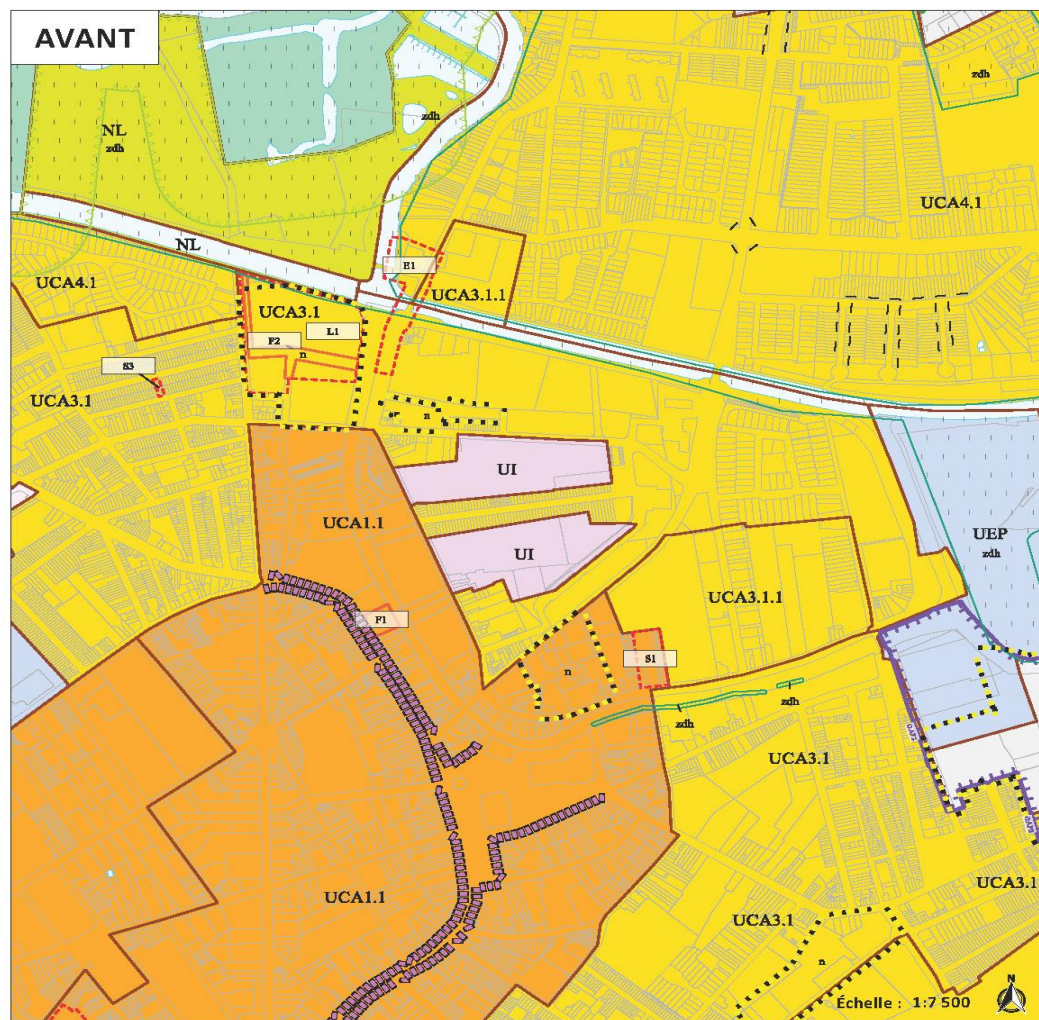 AVANT
zdh
NL
zdh
zdh
UCA4.1
NL
E1
UCA4.1
UCA3.1.1
UCA3.1
L1
F2
n
S3
UCA3.1
n
UI
UCA1.1
UEP
zdh
UI
UCA3.1.1
F1
S1
n
zdh
zdh
UCA3.1
UCA3.1
UCA1.1
UCA3.1
n
N
Échelle : 1:7 500